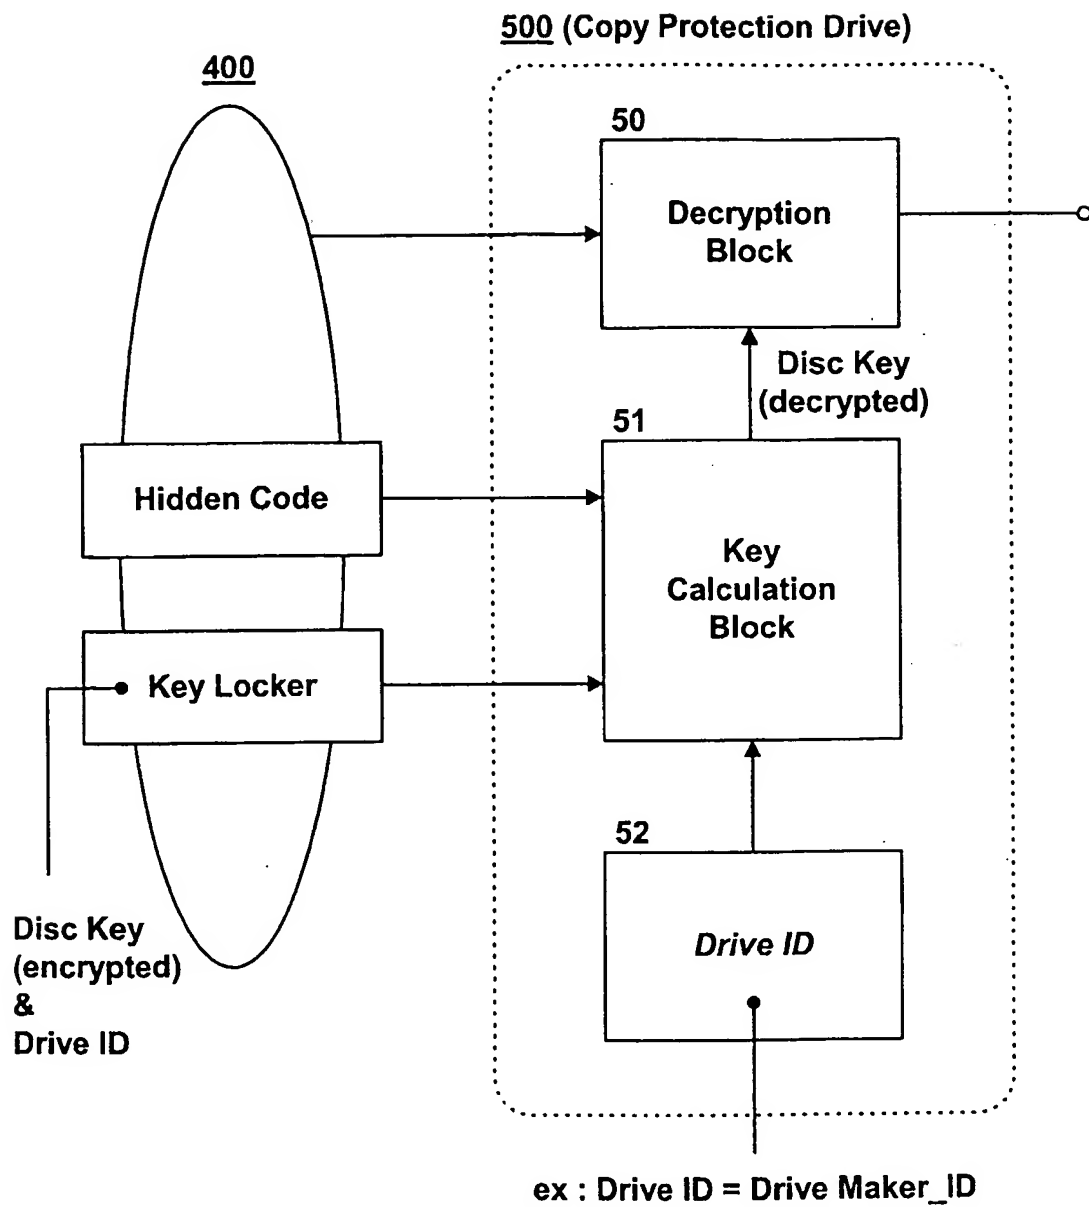 500 (Copy Protection Drive)
400
50
Decryption
Block
Disc Key
(decrypted)
51
Hidden Code
Key
Calculation
Block
Key Locker
52
Drive ID
Disc Key
(encrypted)
&
Drive ID
ex : Drive ID = Drive Maker_ID